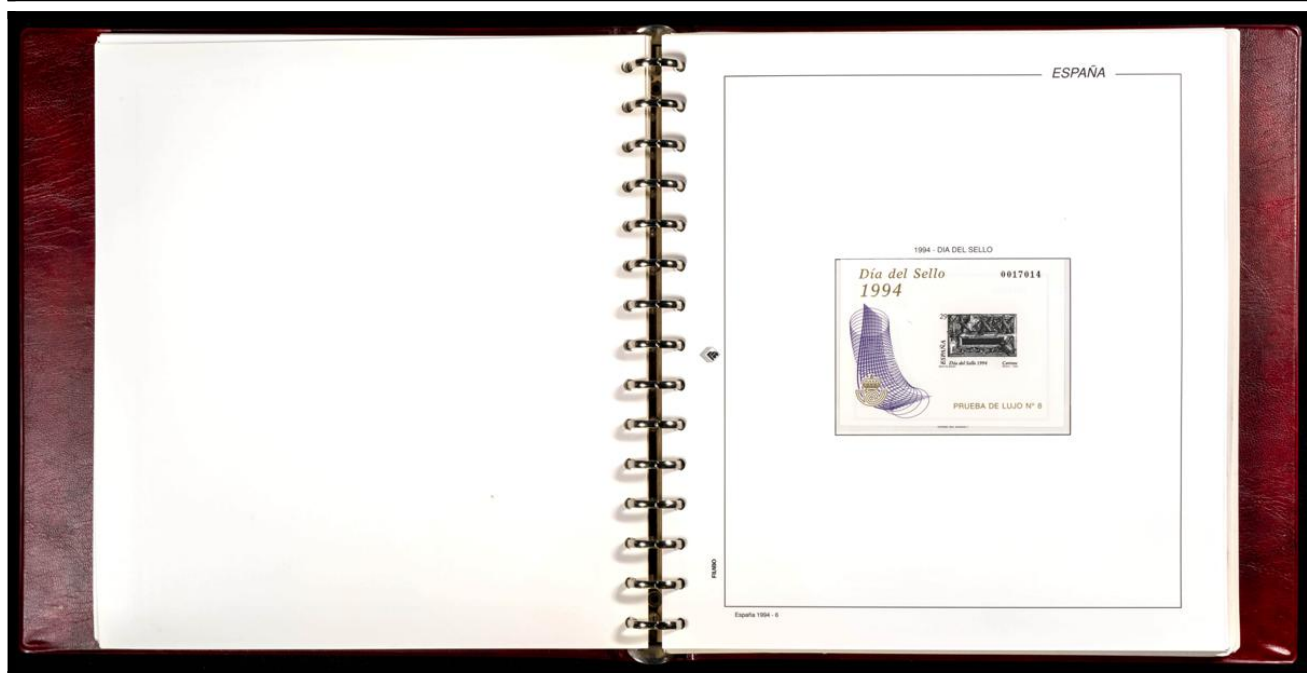 ESPAÑA
1994 - DIA DEL SELLO
Día del Sello
1994
0017014
29
ESPAÑA
Día del Sello 1994
Correos
PRUEBA DE LUJO Nº 8
FILABO
España 1994 - 6